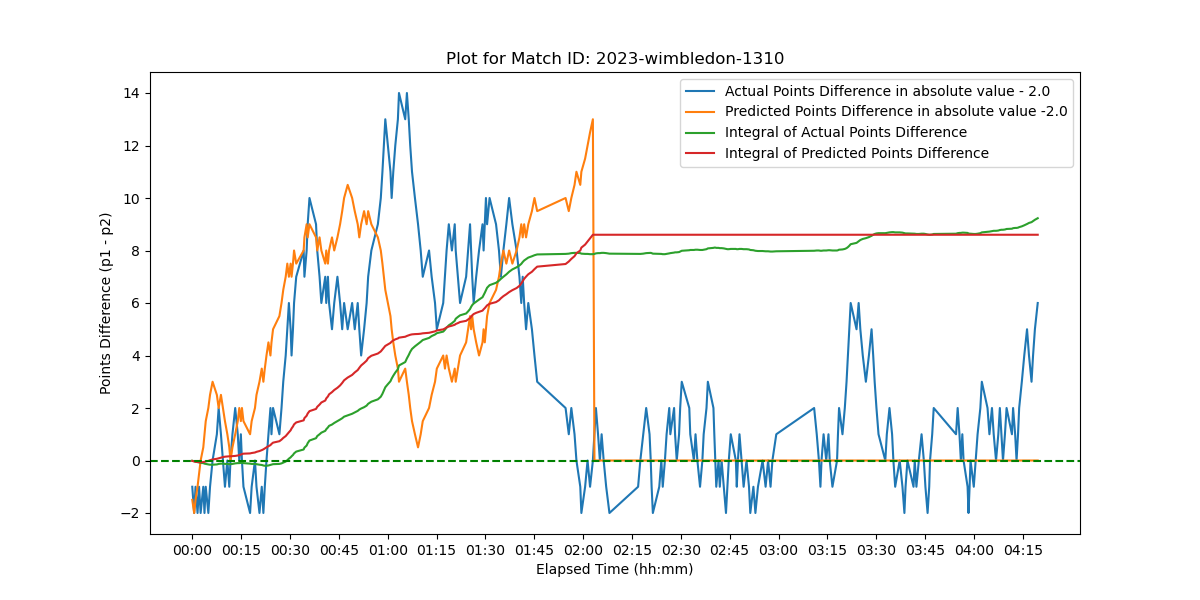 Plot for Match ID: 2023-wimbledon-1310
Actual Points Difference in absolute value - 2.0
Predicted Points Difference in absolute value -2.0
Integral of Actual Points Difference
Integral of Predicted Points Difference
Points Difference (p1 - p2)
14
12
10
8
6
4
2
0
−2
00:00 00:15 00:30 00:45 01:00 01:15 01:30 01:45 02:00 02:15 02:30 02:45 03:00 03:15 03:30 03:45 04:00 04:15
Elapsed Time (hh:mm)